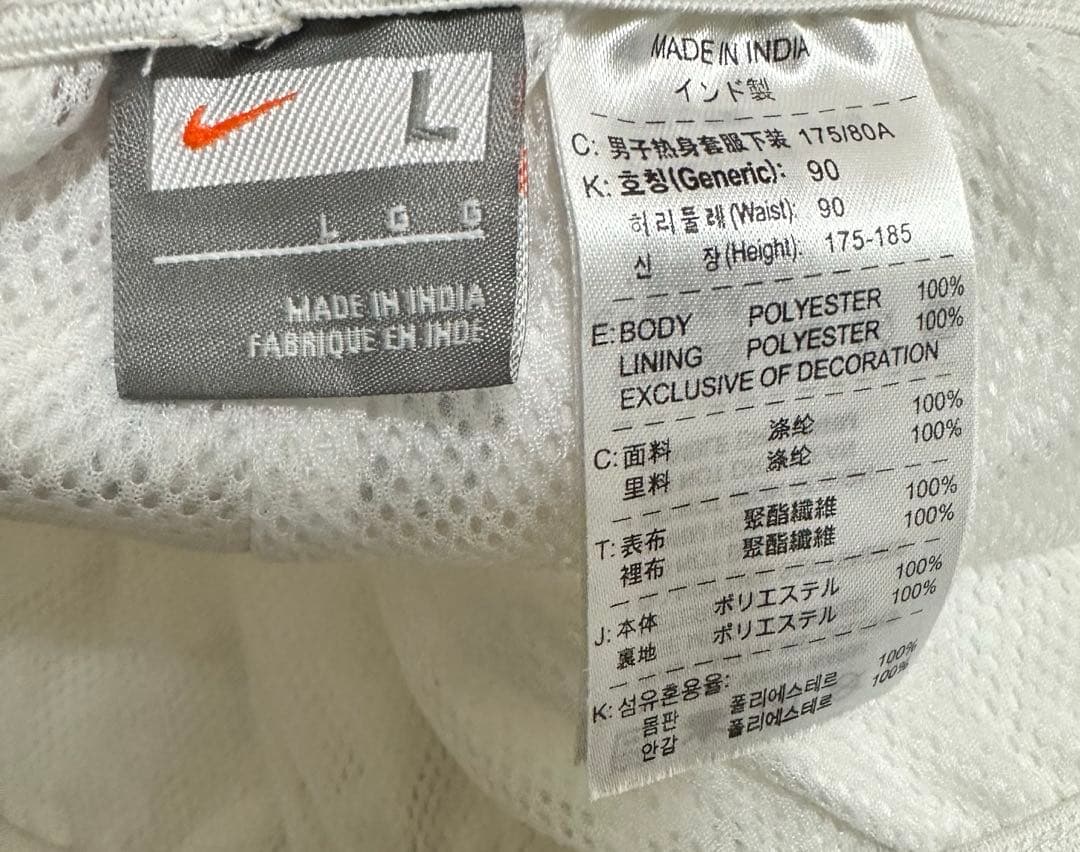 L
L G G
MADE IN INDIA
FABRIQUE EN INDE
MADE IN INDIA
インド製
C: 男子热身套服下装 175/80A
K: 호칭(Generic): 90
허리둘레(Waist): 90
신 장(Height): 175-185
E: BODY POLYESTER 100%
LINING POLYESTER 100%
EXCLUSIVE OF DECORATION
C: 面料 涤纶 100%
里料 涤纶 100%
T: 表布 聚酯纖維 100%
裡布 聚酯纖維 100%
J: 本体 ポリエステル 100%
裏地 ポリエステル 100%
K: 섬유혼용율:
몸판 폴리에스테르 100%
안감 폴리에스테르 100%